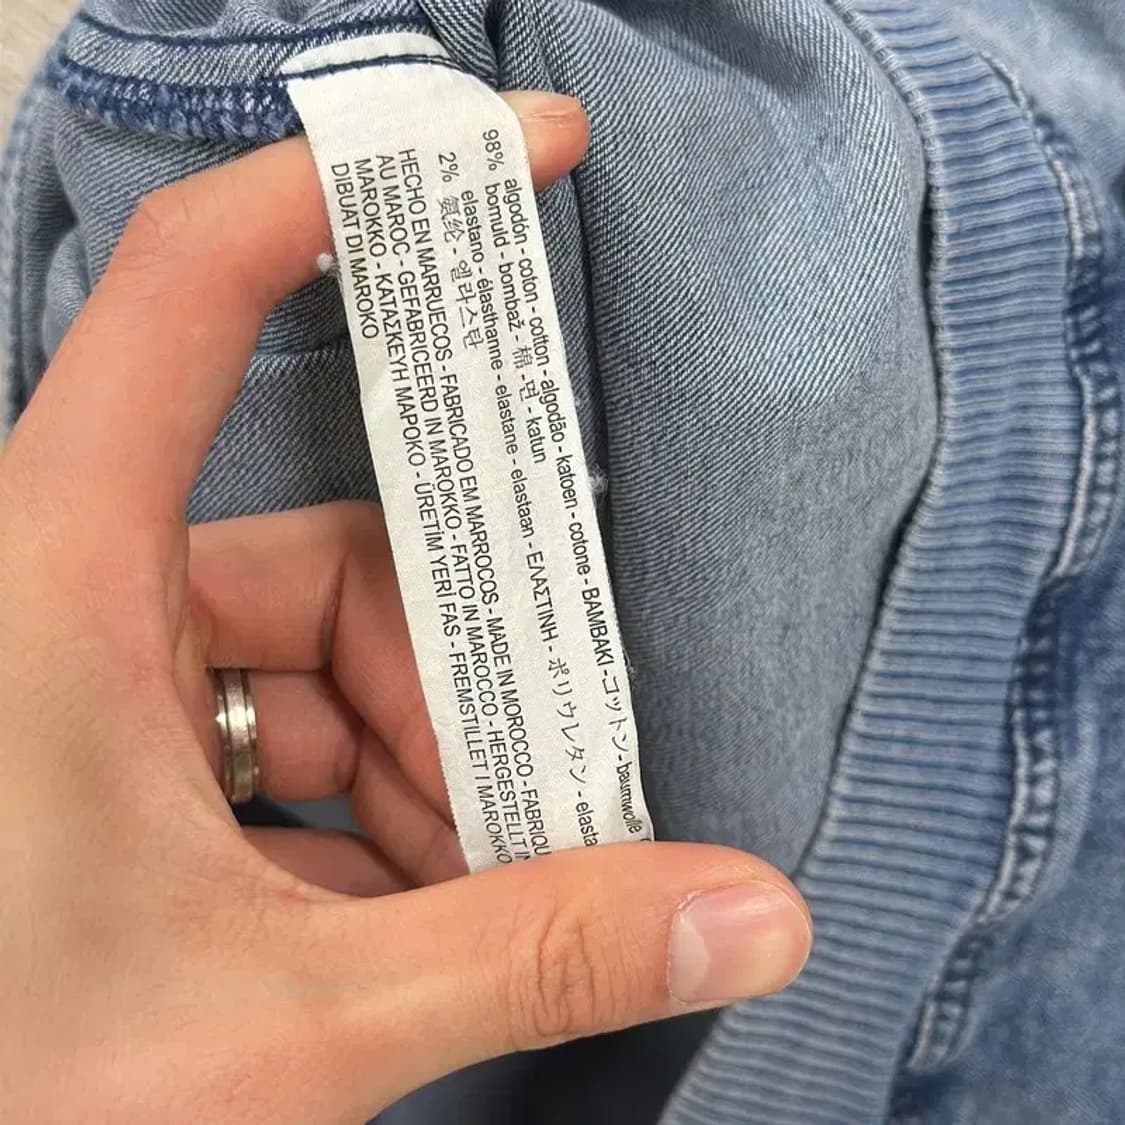 98% algodón - coton - cotton - algodão - katoen - cotone - BAMBAKI - コットン - baumwolle
bomuld - bombaž - 棉 - 면 - katun
2% elastano - élasthanne - elastane - elastaan - ΕΛΑΣΤΙΝΗ - ポリウレタン - elasta
氨纶 - 엘라스탄
HECHO EN MARRUECOS - FABRICADO EM MARROCOS - MADE IN MOROCCO - FABRIQU
AU MAROC - GEFABRICEERD IN MAROKKO - FATTO IN MAROCCO - HERGESTELLT IN
MAROKKO - ΚΑΤΑΣΚΕΥΗ ΜΑΡΟΚΟ - ÜRETİM YERİ FAS - FREMSTILLET I MAROKKO
DIBUAT DI MAROKO